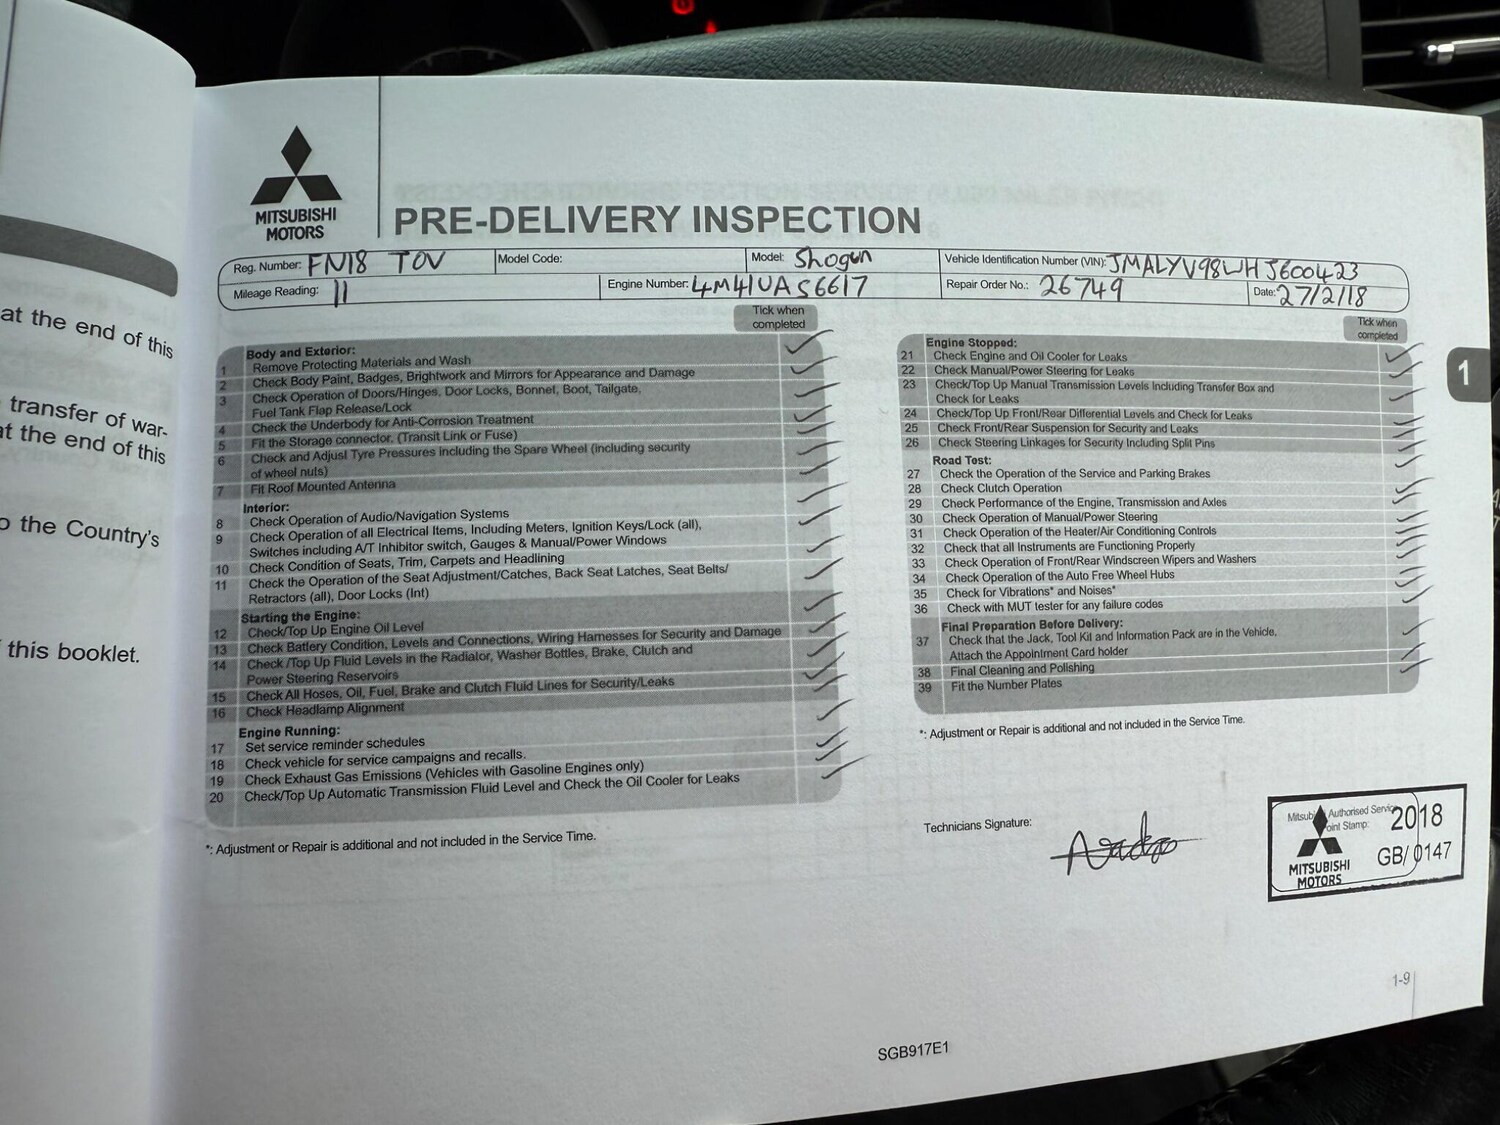 at the end of this
transfer of war-
at the end of this
the Country's
this booklet.
MITSUBISHI
MOTORS
PRE-DELIVERY INSPECTION
Reg. Number: FN18 TOV Model Code: Model: Shogun Vehicle Identification Number (VIN): JMALYV98WHJ600423
Mileage Reading: 11 Engine Number: 4M41UAS6617 Repair Order No.: 26749 Date: 27/2/18
Tick when
completed
Body and Exterior:
1 Remove Protecting Materials and Wash
2 Check Body Paint, Badges, Brightwork and Mirrors for Appearance and Damage
3 Check Operation of Doors/Hinges, Door Locks, Bonnet, Boot, Tailgate,
Fuel Tank Flap Release/Lock
4 Check the Underbody for Anti-Corrosion Treatment
5 Fit the Storage connector, (Transit Link or Fuse)
6 Check and Adjust Tyre Pressures including the Spare Wheel (including security
of wheel nuts)
7 Fit Roof Mounted Antenna
Interior:
8 Check Operation of Audio/Navigation Systems
9 Check Operation of all Electrical Items, Including Meters, Ignition Keys/Lock (all),
Switches including A/T Inhibitor switch, Gauges & Manual/Power Windows
10 Check Condition of Seats, Trim, Carpets and Headlining
11 Check the Operation of the Seat Adjustment/Catches, Back Seat Latches, Seat Belts/
Retractors (all), Door Locks (Int)
Starting the Engine:
12 Check/Top Up Engine Oil Level
13 Check Battery Condition, Levels and Connections, Wiring Harnesses for Security and Damage
14 Check /Top Up Fluid Levels in the Radiator, Washer Bottles, Brake, Clutch and
Power Steering Reservoirs
15 Check All Hoses, Oil, Fuel, Brake and Clutch Fluid Lines for Security/Leaks
16 Check Headlamp Alignment
Engine Running:
17 Set service reminder schedules
18 Check vehicle for service campaigns and recalls.
19 Check Exhaust Gas Emissions (Vehicles with Gasoline Engines only)
20 Check/Top Up Automatic Transmission Fluid Level and Check the Oil Cooler for Leaks
*: Adjustment or Repair is additional and not included in the Service Time.
Tick when
completed
Engine Stopped:
21 Check Engine and Oil Cooler for Leaks
22 Check Manual/Power Steering for Leaks
23 Check/Top Up Manual Transmission Levels Including Transfer Box and
Check for Leaks
24 Check/Top Up Front/Rear Differential Levels and Check for Leaks
25 Check Front/Rear Suspension for Security and Leaks
26 Check Steering Linkages for Security Including Split Pins
Road Test:
27 Check the Operation of the Service and Parking Brakes
28 Check Clutch Operation
29 Check Performance of the Engine, Transmission and Axles
30 Check Operation of Manual/Power Steering
31 Check Operation of the Heater/Air Conditioning Controls
32 Check that all Instruments are Functioning Properly
33 Check Operation of Front/Rear Windscreen Wipers and Washers
34 Check Operation of the Auto Free Wheel Hubs
35 Check for Vibrations* and Noises*
36 Check with MUT tester for any failure codes
Final Preparation Before Delivery:
37 Check that the Jack, Tool Kit and Information Pack are in the Vehicle.
Attach the Appointment Card holder
38 Final Cleaning and Polishing
39 Fit the Number Plates
*: Adjustment or Repair is additional and not included in the Service Time.
Technicians Signature:
Authorised Service 2018
Point Stamp:
GB/0147
MITSUBISHI
MOTORS
1
1-9
SGB917E1